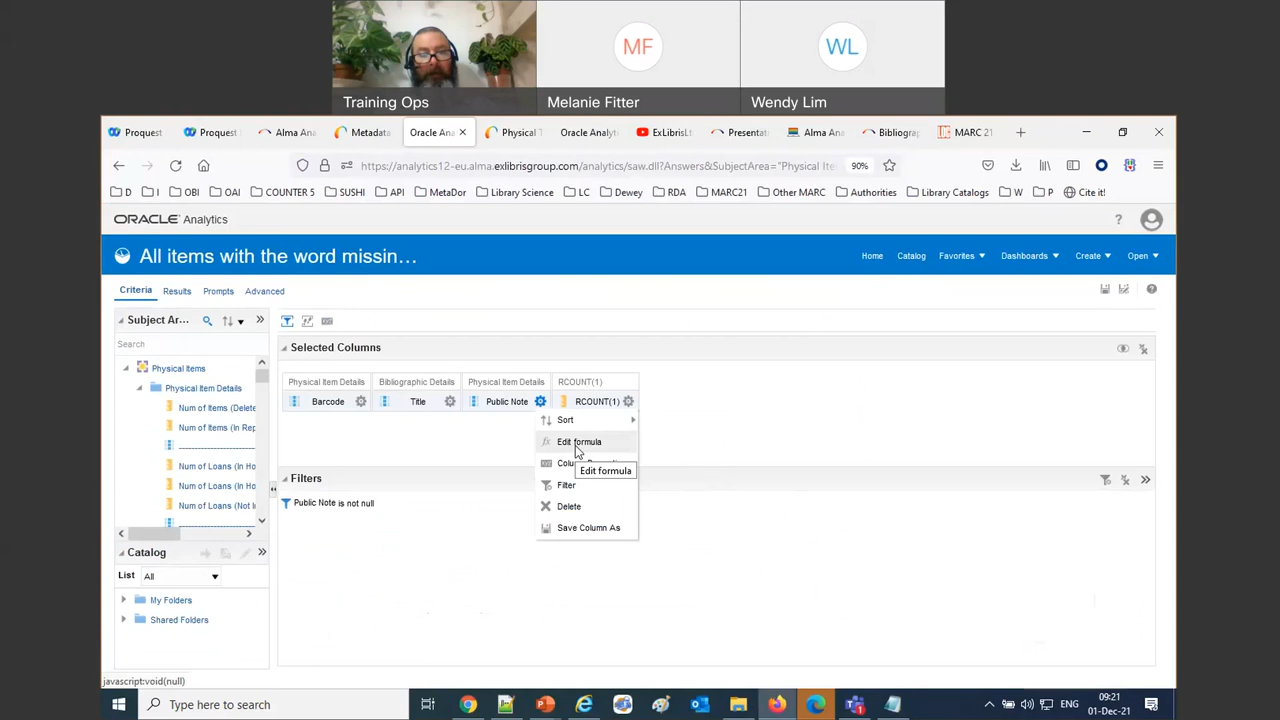 MF
WL
Training Ops
Melanie Fitter
Wendy Lim
Proquest
Proquest
Alma Ana
Metadata
Oracle Ana
Physical T
Oracle Analytic
ExLibrisLt
Presentat
Alma Ana
Bibliograp
MARC 21
https://analytics12-eu.alma.exlibrisgroup.com/analytics/saw.dll?Answers&SubjectArea="Physical Ite
90%
D
I
OBI
OAI
COUNTER 5
SUSHI
API
MetaDor
Library Science
LC
Dewey
RDA
MARC21
Other MARC
Authorities
Library Catalogs
W
P
Cite it!
ORACLE Analytics
All items with the word missin…
Home
Catalog
Favorites
Dashboards
Create
Open
Criteria
Results
Prompts
Advanced
Subject Ar...
Search
Physical Items
Physical Item Details
Num of Items (Delete
Num of Items (In Rep
Num of Loans (In Ho
Num of Loans (In Ho
Num of Loans (Not In
Catalog
List
All
My Folders
Shared Folders
Selected Columns
Physical Item Details
Bibliographic Details
Physical Item Details
RCOUNT(1)
Barcode
Title
Public Note
RCOUNT(1)
Sort
Edit formula
Edit formula
Filter
Delete
Save Column As
Filters
Public Note is not null
javascript:void(null)
Type here to search
ENG
09:21
01-Dec-21